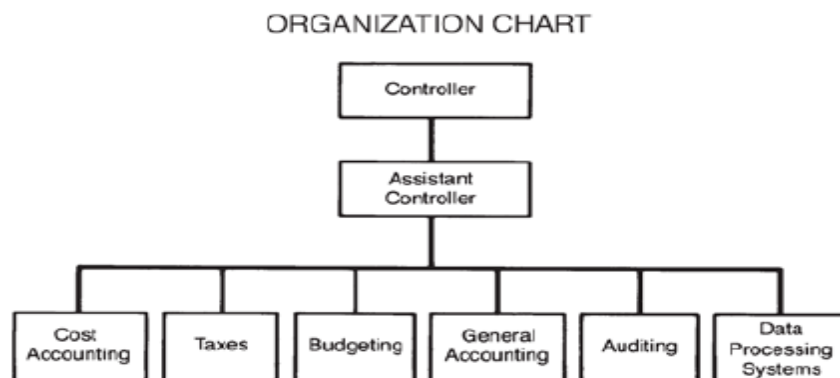 ORGANIZATION CHART
Controller
Assistant
Controller
Cost
Accounting
Taxes
Budgeting
General
Accounting
Auditing
Data
Processing
Systems